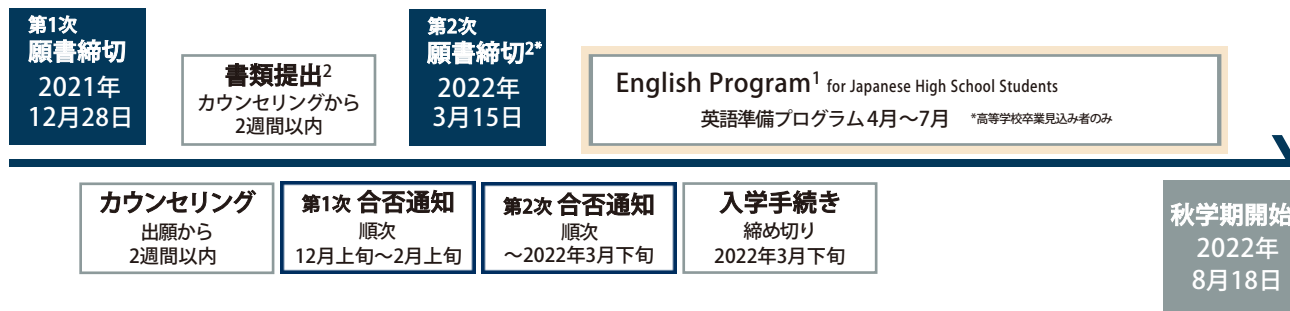 第1次
願書締切
2021年
12月28日
書類提出2
カウンセリングから
2週間以内
第2次
願書締切2*
2022年
3月15日
English Program1 for Japanese High School Students
英語準備プログラム4月〜7月 *高等学校卒業見込み者のみ
カウンセリング
出願から
2週間以内
第1次 合否通知
順次
12月上旬〜2月上旬
第2次 合否通知
順次
〜2022年3月下旬
入学手続き
締め切り
2022年3月下旬
秋学期開始
2022年
8月18日